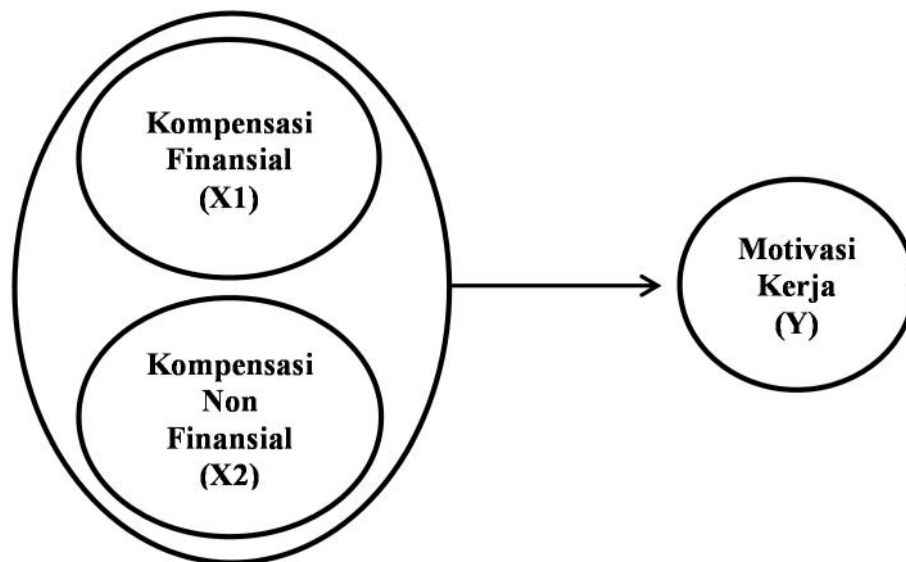 Kompensasi
Finansial
(X1)
Kompensasi
Non
Finansial
(X2)
Motivasi
Kerja
(Y)